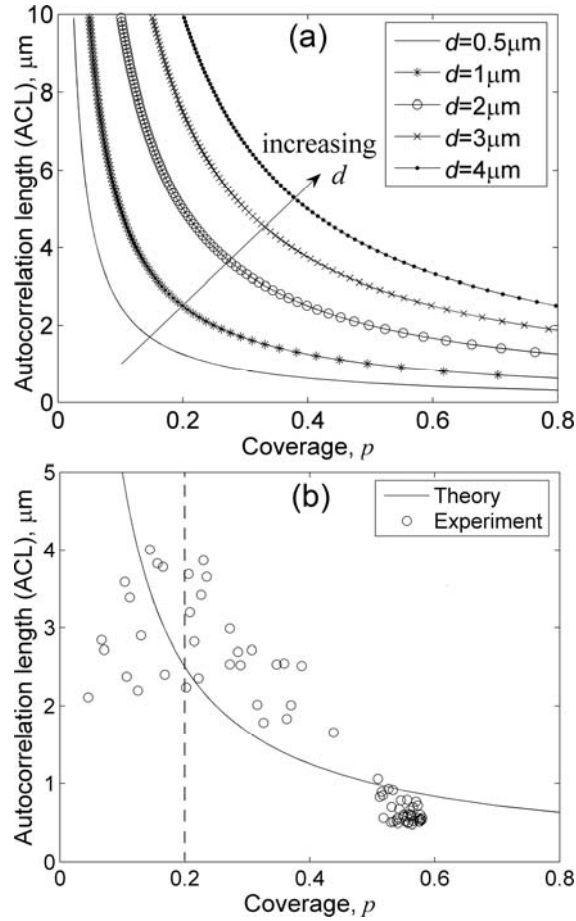 (a)
d=0.5μm
d=1μm
d=2μm
d=3μm
d=4μm
increasing
d
Autocorrelation length (ACL), μm
10
8
6
4
2
0
0 0.2 0.4 0.6 0.8
Coverage, p
(b)
Theory
Experiment
Autocorrelation length (ACL), μm
5
4
3
2
1
0
0 0.2 0.4 0.6 0.8
Coverage, p